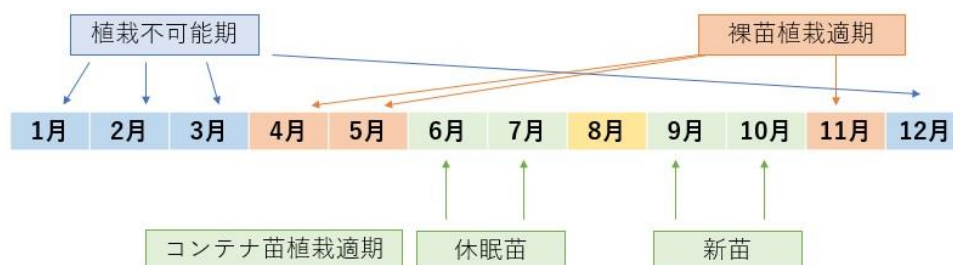 植栽不可能期
裸苗植栽適期
1月 2月 3月 4月 5月 6月 7月 8月 9月 10月 11月 12月
コンテナ苗植栽適期
休眠苗
新苗